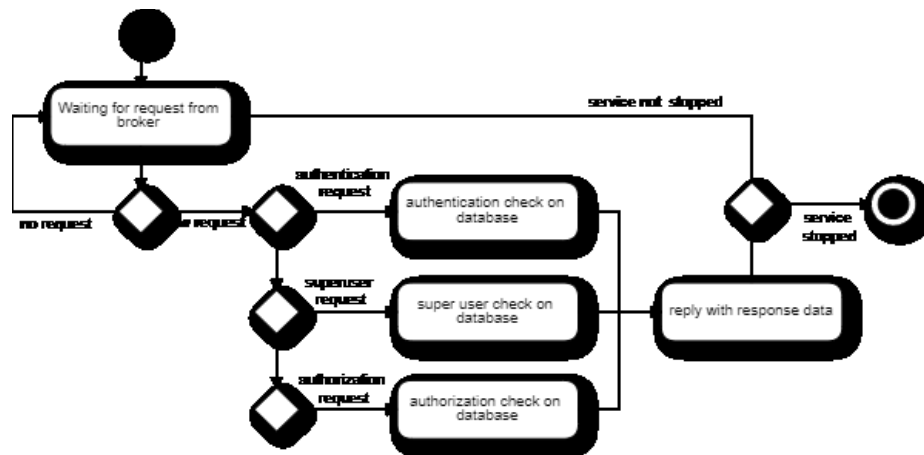 Waiting for request from
broker
service not stopped
authentication
request
no request
request
authentication check on
database
service
stopped
superuser
request
super user check on
database
reply with response data
authorization
request
authorization check on
database